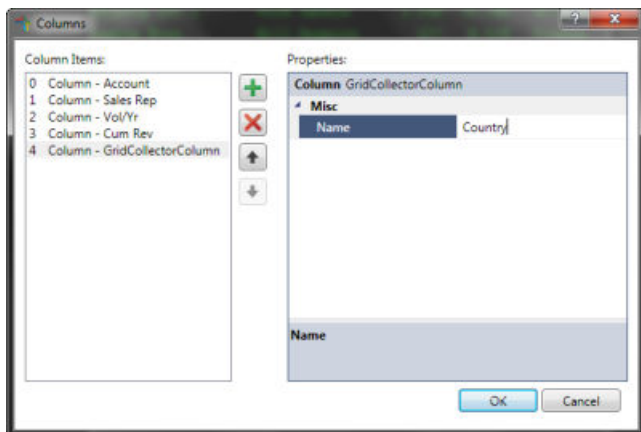 Columns
Column Items:
0 Column - Account
1 Column - Sales Rep
2 Column - Vol/Yr
3 Column - Cum Rev
4 Column - GridCollectorColumn
Properties:
Column GridCollectorColumn
Misc
Name Country
Name
OK Cancel